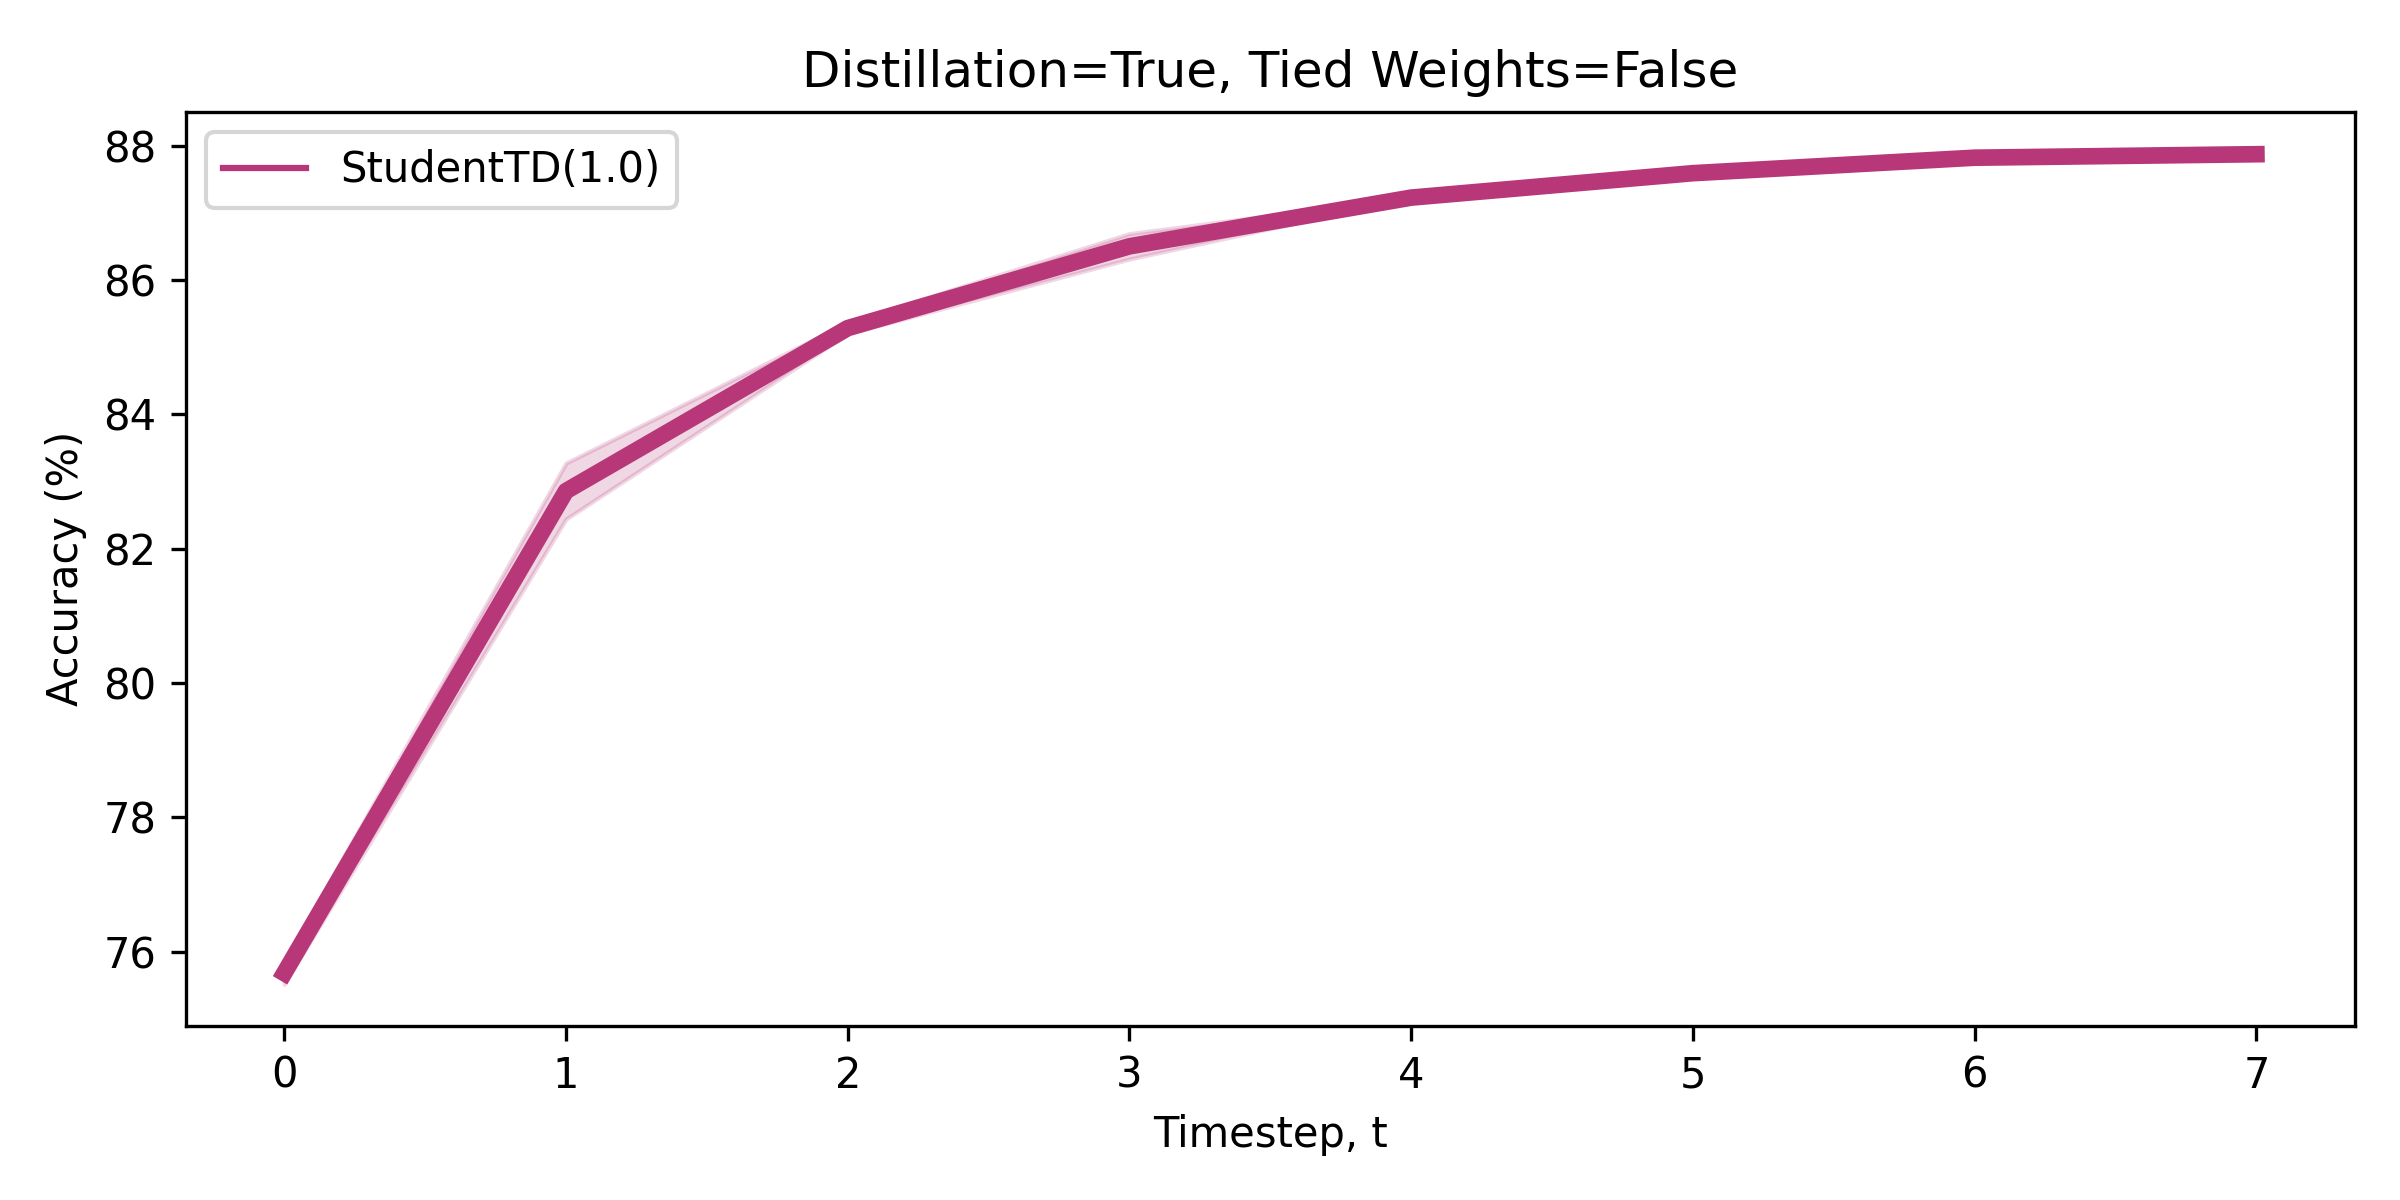 Distillation=True, Tied Weights=False
StudentTD(1.0)
88
86
84
82
80
78
76
Accuracy (%)
0 1 2 3 4 5 6 7
Timestep, t